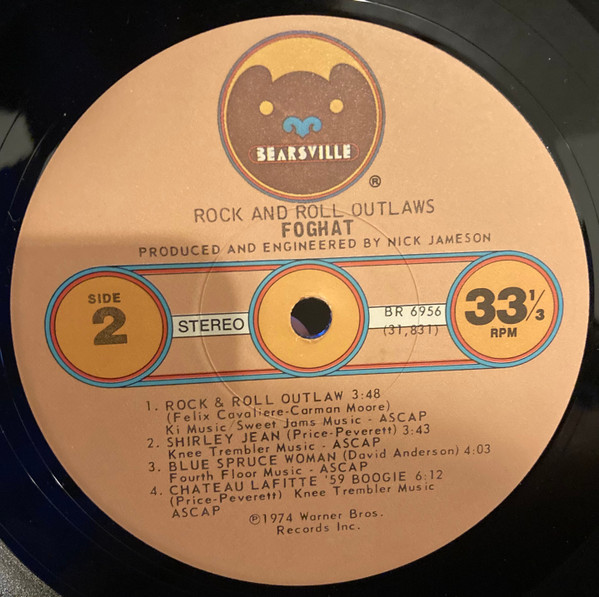 BEARSVILLE
®
ROCK AND ROLL OUTLAWS
FOGHAT
PRODUCED AND ENGINEERED BY NICK JAMESON
SIDE
2
STEREO
BR 6956
(31,831)
33 1/3
RPM
1. ROCK & ROLL OUTLAW 3:48
(Felix Cavaliere-Carman Moore)
Ki Music/Sweet Jams Music - ASCAP
2. SHIRLEY JEAN (Price-Peverett) 3:43
Knee Trembler Music - ASCAP
3. BLUE SPRUCE WOMAN (David Anderson) 4:03
Fourth Floor Music - ASCAP
4. CHATEAU LAFITTE '59 BOOGIE 6:12
(Price-Peverett) Knee Trembler Music
ASCAP
℗1974 Warner Bros.
Records Inc.